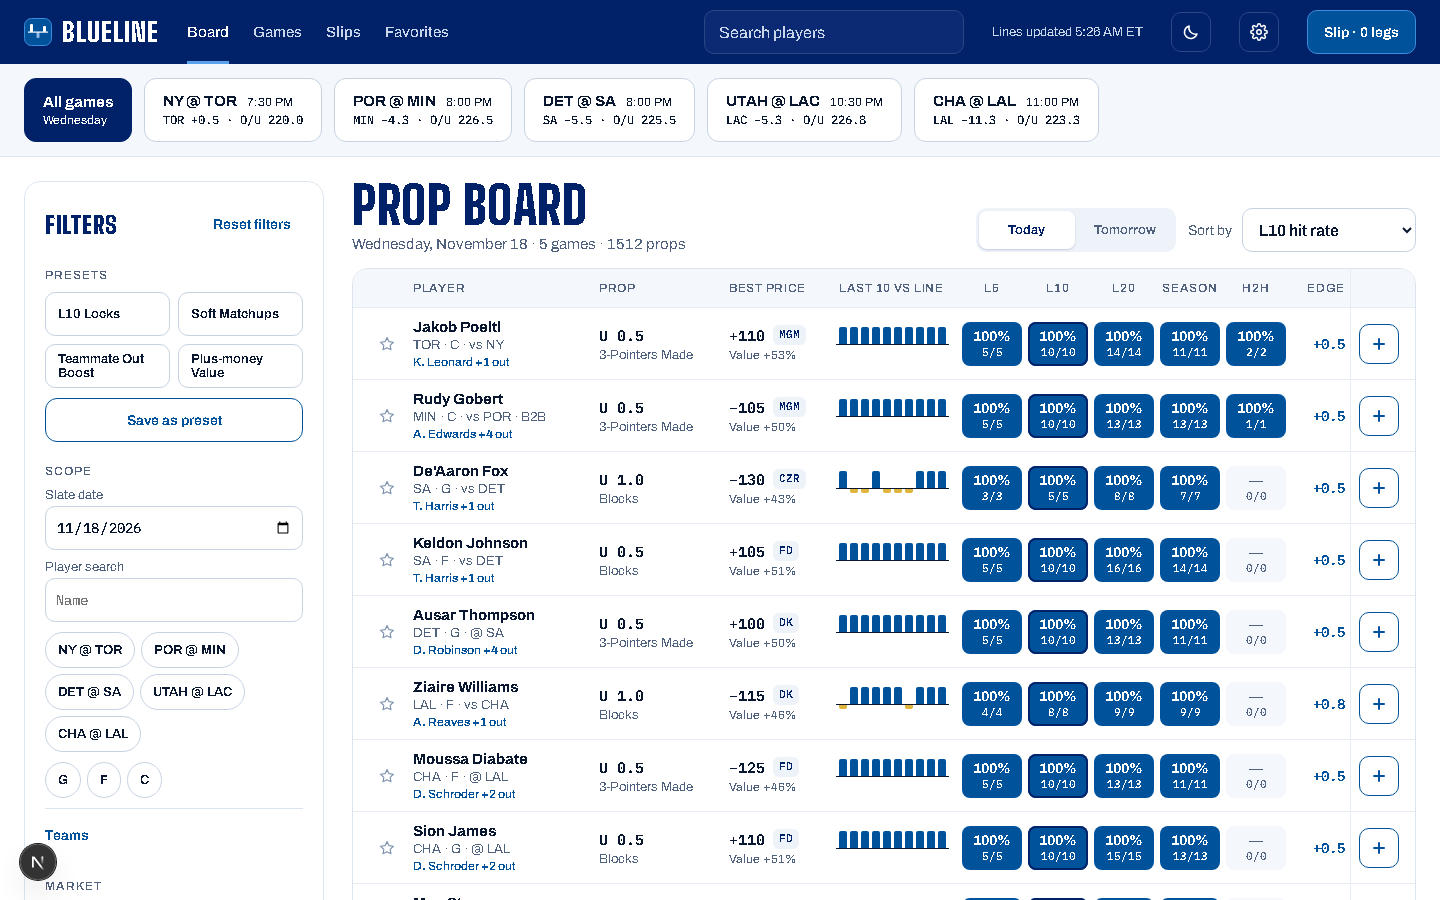 BLUELINE
Board
Games
Slips
Favorites
Search players
Lines updated 5:26 AM ET
Slip · 0 legs
All games
Wednesday
NY @ TOR 7:30 PM
TOR +0.5 · O/U 220.0
POR @ MIN 8:00 PM
MIN −4.3 · O/U 226.5
DET @ SA 8:00 PM
SA −5.5 · O/U 225.5
UTAH @ LAC 10:30 PM
LAC −5.3 · O/U 226.8
CHA @ LAL 11:00 PM
LAL −11.3 · O/U 223.3
FILTERS
Reset filters
PRESETS
L10 Locks
Soft Matchups
Teammate Out Boost
Plus-money Value
Save as preset
SCOPE
Slate date
11/18/2026
Player search
Name
NY @ TOR
POR @ MIN
DET @ SA
UTAH @ LAC
CHA @ LAL
G
F
C
Teams
N
MARKET
PROP BOARD
Wednesday, November 18 · 5 games · 1512 props
Today
Tomorrow
Sort by
L10 hit rate
PLAYER PROP BEST PRICE LAST 10 VS LINE L5 L10 L20 SEASON H2H EDGE
Jakob Poeltl U 0.5 +110 MGM 100% 100% 100% 100% 100% +0.5 +
TOR · C · vs NY 3-Pointers Made Value +53% 5/5 10/10 14/14 11/11 2/2
K. Leonard +1 out
Rudy Gobert U 0.5 −105 MGM 100% 100% 100% 100% 100% +0.5 +
MIN · C · vs POR · B2B 3-Pointers Made Value +50% 5/5 10/10 13/13 13/13 1/1
A. Edwards +4 out
De'Aaron Fox U 1.0 −130 CZR 100% 100% 100% 100% — +0.5 +
SA · G · vs DET Blocks Value +43% 3/3 5/5 8/8 7/7 0/0
T. Harris +1 out
Keldon Johnson U 0.5 +105 FD 100% 100% 100% 100% — +0.5 +
SA · F · vs DET Blocks Value +51% 5/5 10/10 16/16 14/14 0/0
T. Harris +1 out
Ausar Thompson U 0.5 +100 DK 100% 100% 100% 100% — +0.5 +
DET · G · @ SA 3-Pointers Made Value +50% 5/5 10/10 13/13 11/11 0/0
D. Robinson +4 out
Ziaire Williams U 1.0 −115 DK 100% 100% 100% 100% — +0.8 +
LAL · F · vs CHA Blocks Value +46% 4/4 8/8 9/9 9/9 0/0
A. Reaves +1 out
Moussa Diabate U 0.5 −125 FD 100% 100% 100% 100% — +0.5 +
CHA · F · @ LAL 3-Pointers Made Value +46% 5/5 10/10 13/13 11/11 0/0
D. Schroder +2 out
Sion James U 0.5 +110 FD 100% 100% 100% 100% — +0.5 +
CHA · G · @ LAL Blocks Value +51% 5/5 10/10 15/15 13/13 0/0
D. Schroder +2 out